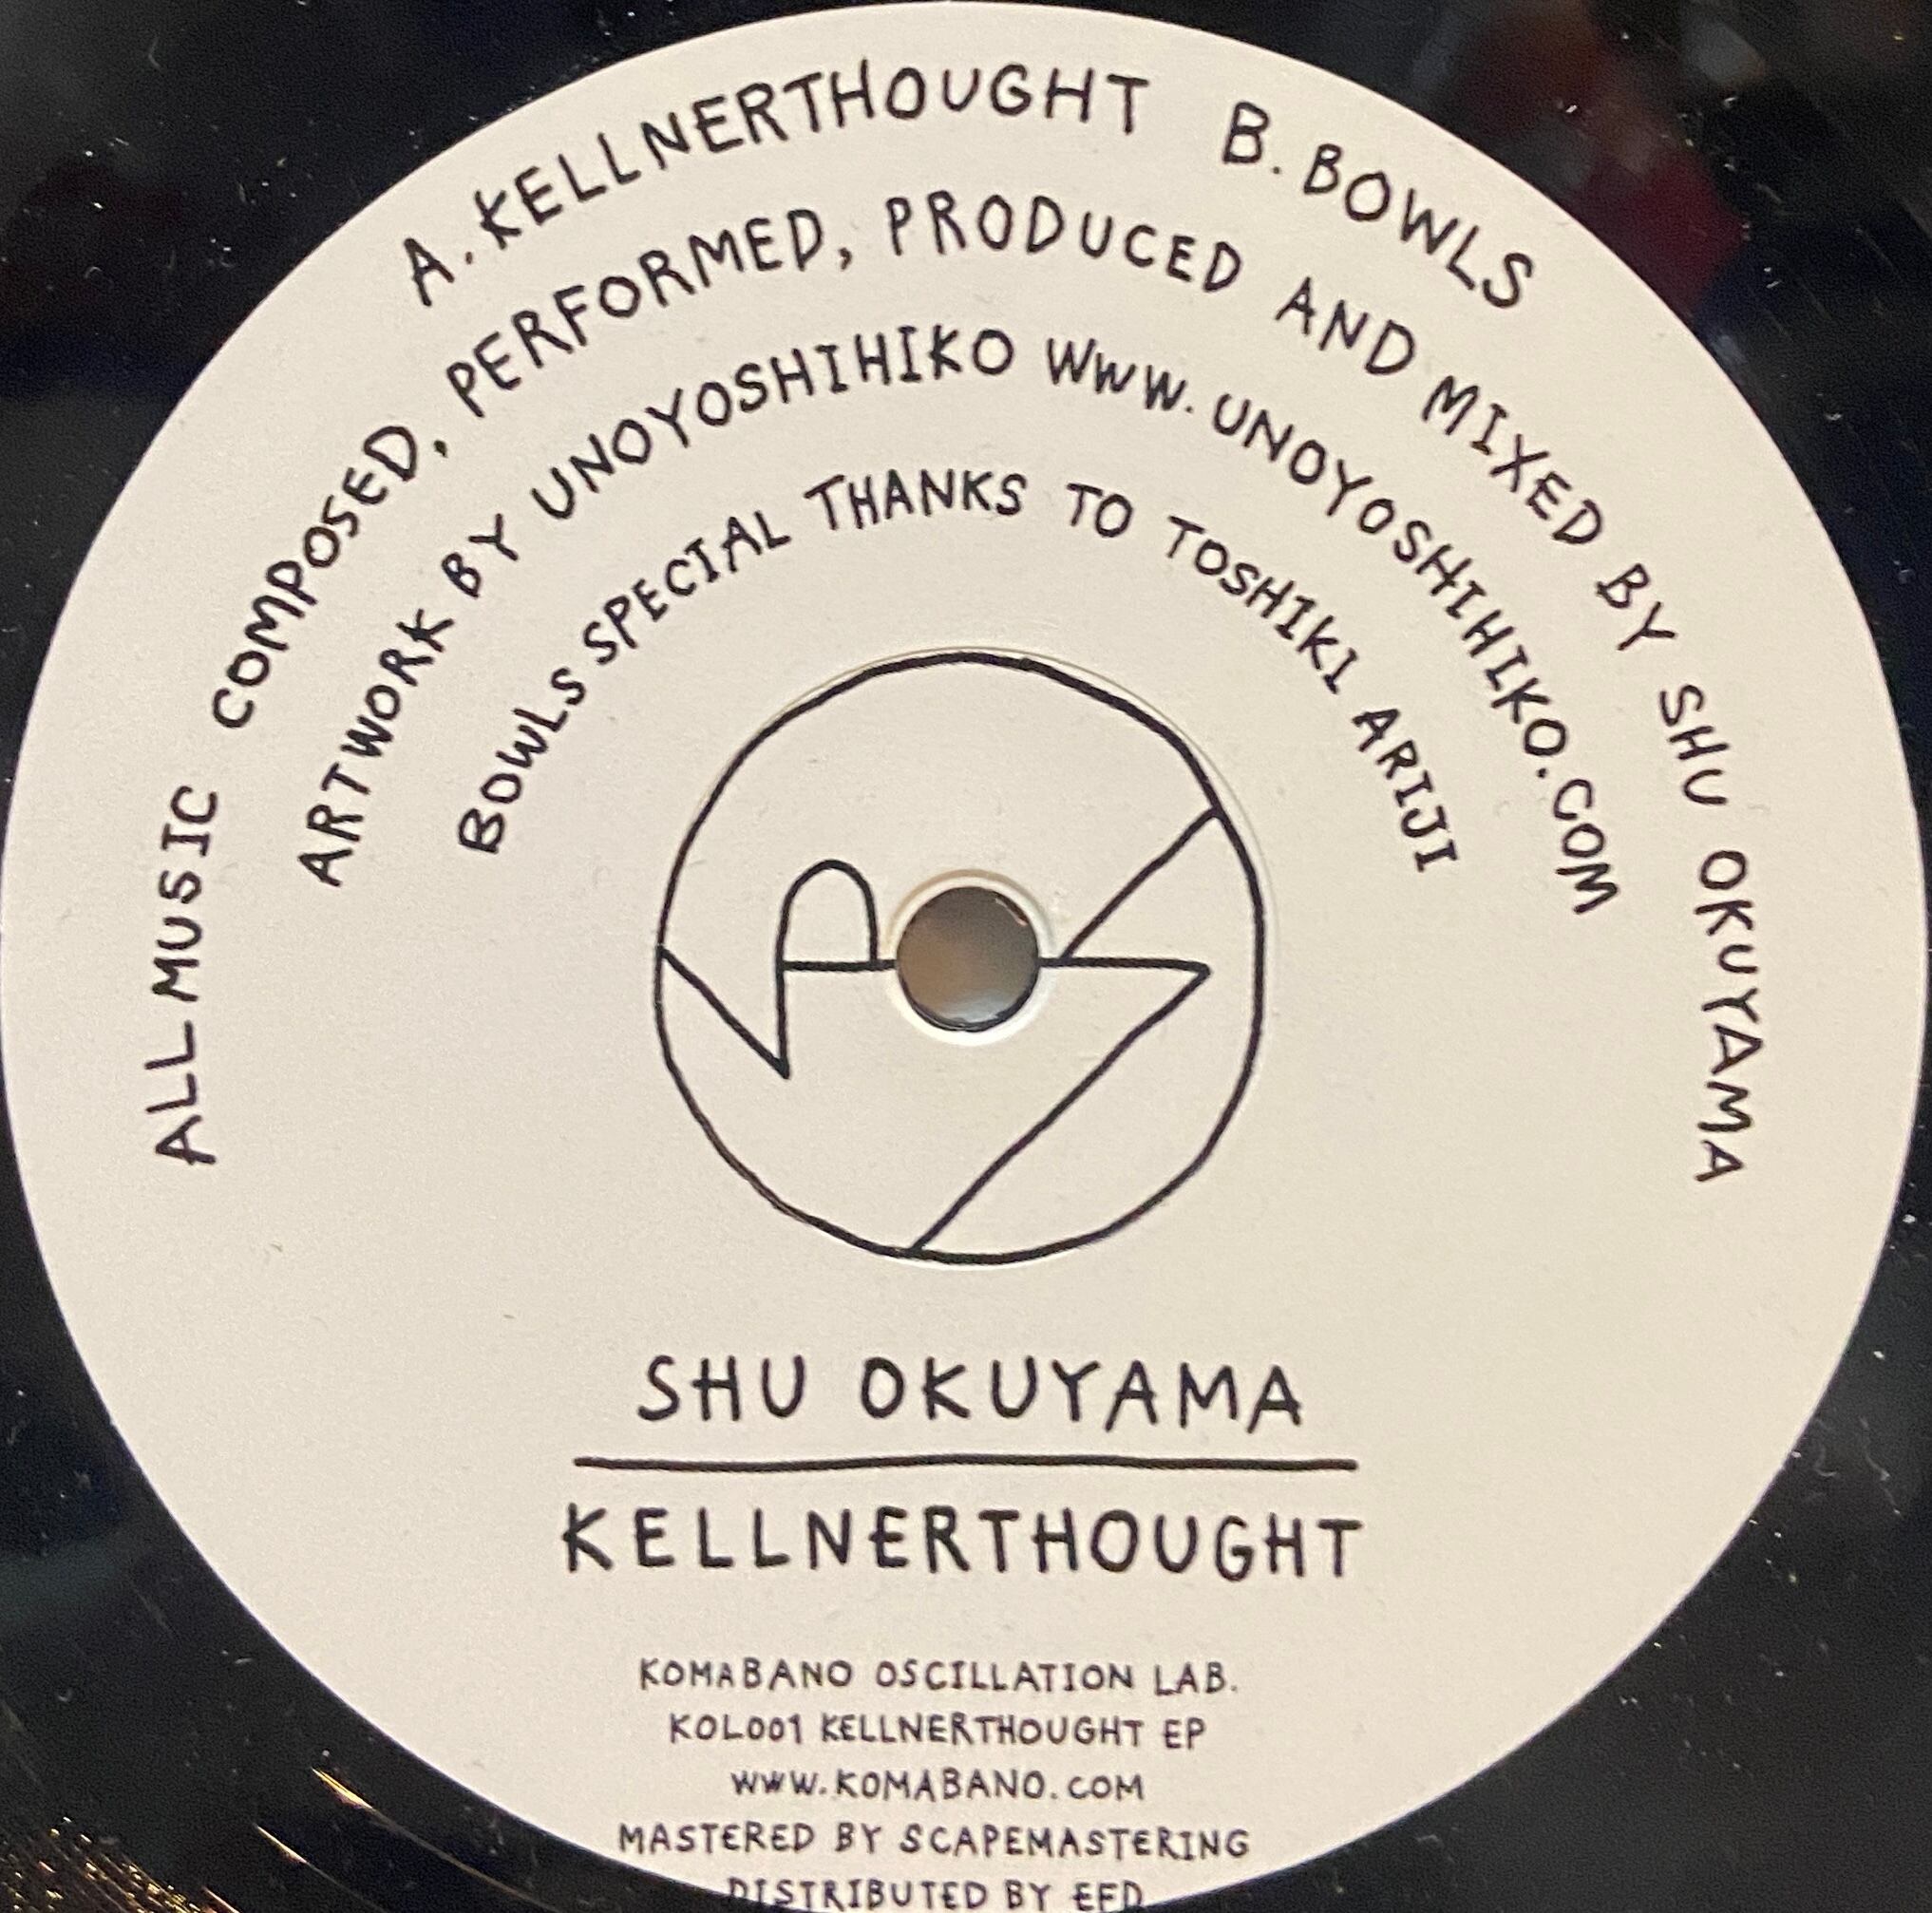 A. KELLNERTHOUGHT B. BOWLS
ALL MUSIC COMPOSED, PERFORMED, PRODUCED AND MIXED BY SHU OKUYAMA
ARTWORK BY UNOYOSHIHIKO WWW.UNOYOSHIHIKO.COM
BOWLS SPECIAL THANKS TO TOSHIKI ARIJI
SHU OKUYAMA
KELLNERTHOUGHT
KOMABANO OSCILLATION LAB.
KOL001 KELLNERTHOUGHT EP
WWW.KOMABANO.COM
MASTERED BY SCAPEMASTERING
DISTRIBUTED BY EFD